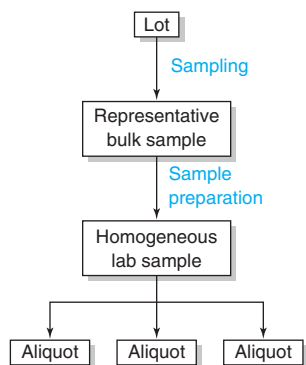 Lot
Sampling
Representative
bulk sample
Sample
preparation
Homogeneous
lab sample
Aliquot
Aliquot
Aliquot